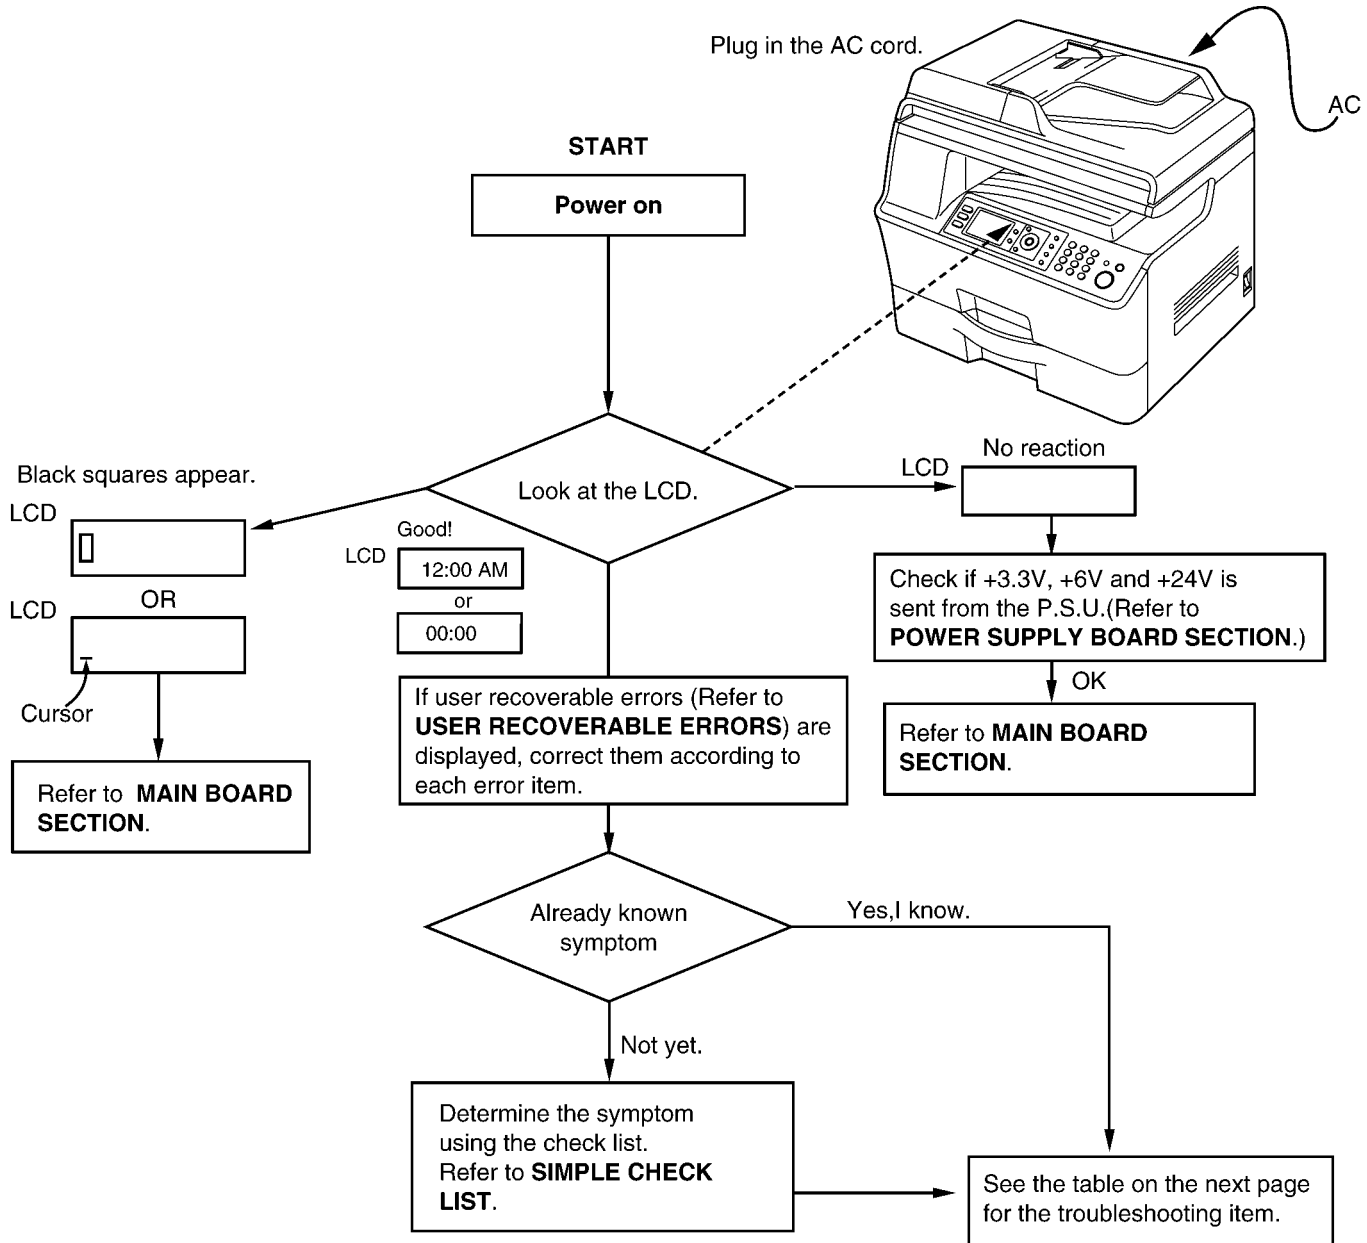 Plug in the AC cord.
AC
START
Power on
Look at the LCD.
Black squares appear.
LCD
OR
LCD
Cursor
Refer to MAIN BOARD
SECTION.
Good!
LCD
12:00 AM
or
00:00
No reaction
LCD
Check if +3.3V, +6V and +24V is
sent from the P.S.U.(Refer to
POWER SUPPLY BOARD SECTION.)
OK
Refer to MAIN BOARD
SECTION.
If user recoverable errors (Refer to
USER RECOVERABLE ERRORS) are
displayed, correct them according to
each error item.
Already known
symptom
Yes,I know.
Not yet.
Determine the symptom
using the check list.
Refer to SIMPLE CHECK
LIST.
See the table on the next page
for the troubleshooting item.